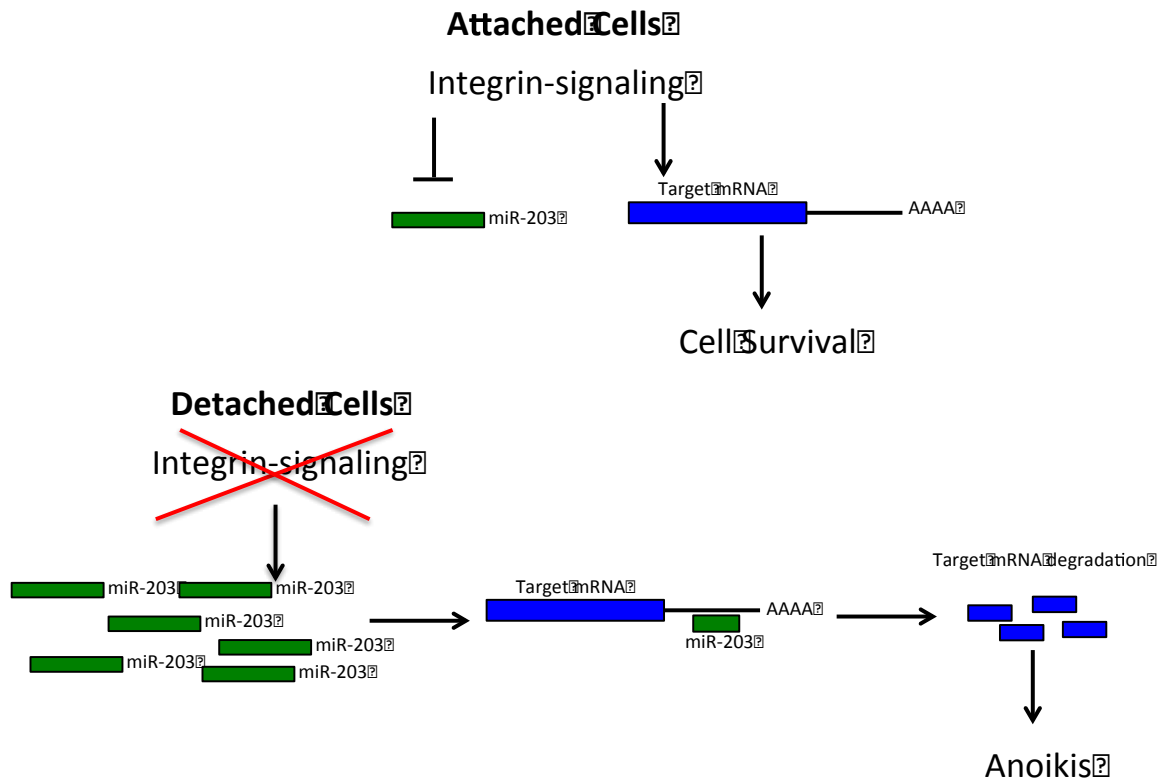 Attached Cells
Integrin-signaling
Target mRNA
miR-203
AAAA
Cell Survival
Detached Cells
Integrin-signaling
miR-203
miR-203
miR-203
miR-203
miR-203
miR-203
Target mRNA
AAAA
miR-203
Target mRNA degradation
Anoikis